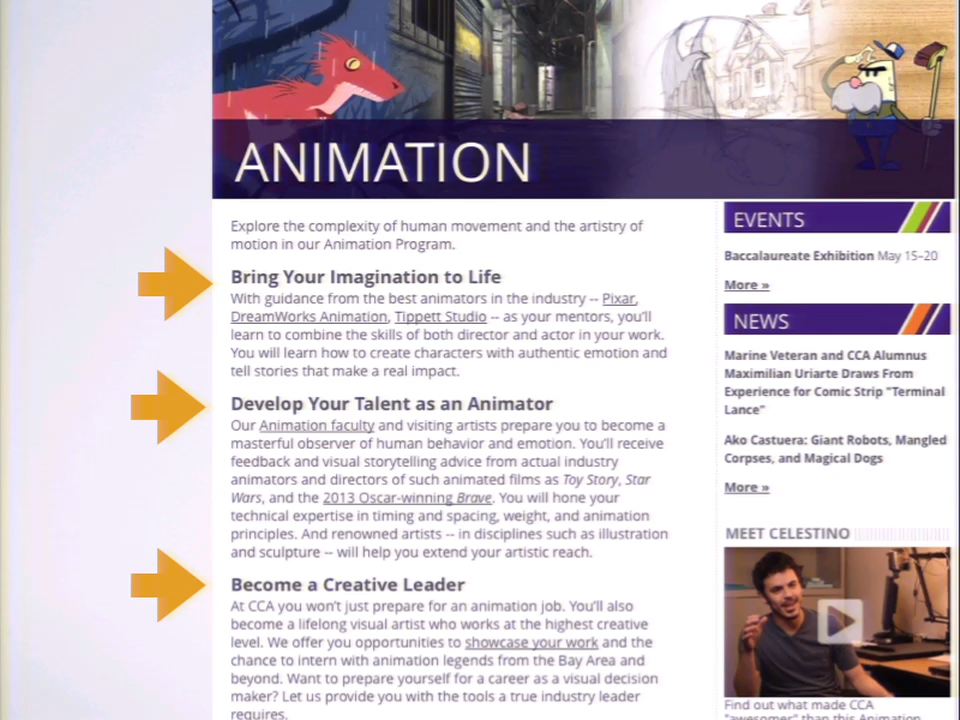 ANIMATION
Explore the complexity of human movement and the artistry of
motion in our Animation Program.
Bring Your Imagination to Life
With guidance from the best animators in the industry -- Pixar,
DreamWorks Animation, Tippett Studio -- as your mentors, you'll
learn to combine the skills of both director and actor in your work.
You will learn how to create characters with authentic emotion and
tell stories that make a real impact.
Develop Your Talent as an Animator
Our Animation faculty and visiting artists prepare you to become a
masterful observer of human behavior and emotion. You'll receive
feedback and visual storytelling advice from actual industry
animators and directors of such animated films as Toy Story, Star
Wars, and the 2013 Oscar-winning Brave. You will hone your
technical expertise in timing and spacing, weight, and animation
principles. And renowned artists -- in disciplines such as illustration
and sculpture -- will help you extend your artistic reach.
Become a Creative Leader
At CCA you won't just prepare for an animation job. You'll also
become a lifelong visual artist who works at the highest creative
level. We offer you opportunities to showcase your work and the
chance to intern with animation legends from the Bay Area and
beyond. Want to prepare yourself for a career as a visual decision
maker? Let us provide you with the tools a true industry leader
requires.
EVENTS
Baccalaureate Exhibition May 15–20
More »
NEWS
Marine Veteran and CCA Alumnus
Maximilian Uriarte Draws From
Experience for Comic Strip "Terminal
Lance"
Ako Castuera: Giant Robots, Mangled
Corpses, and Magical Dogs
More »
MEET CELESTINO
Find out what made CCA
"awesomer" than this Animation